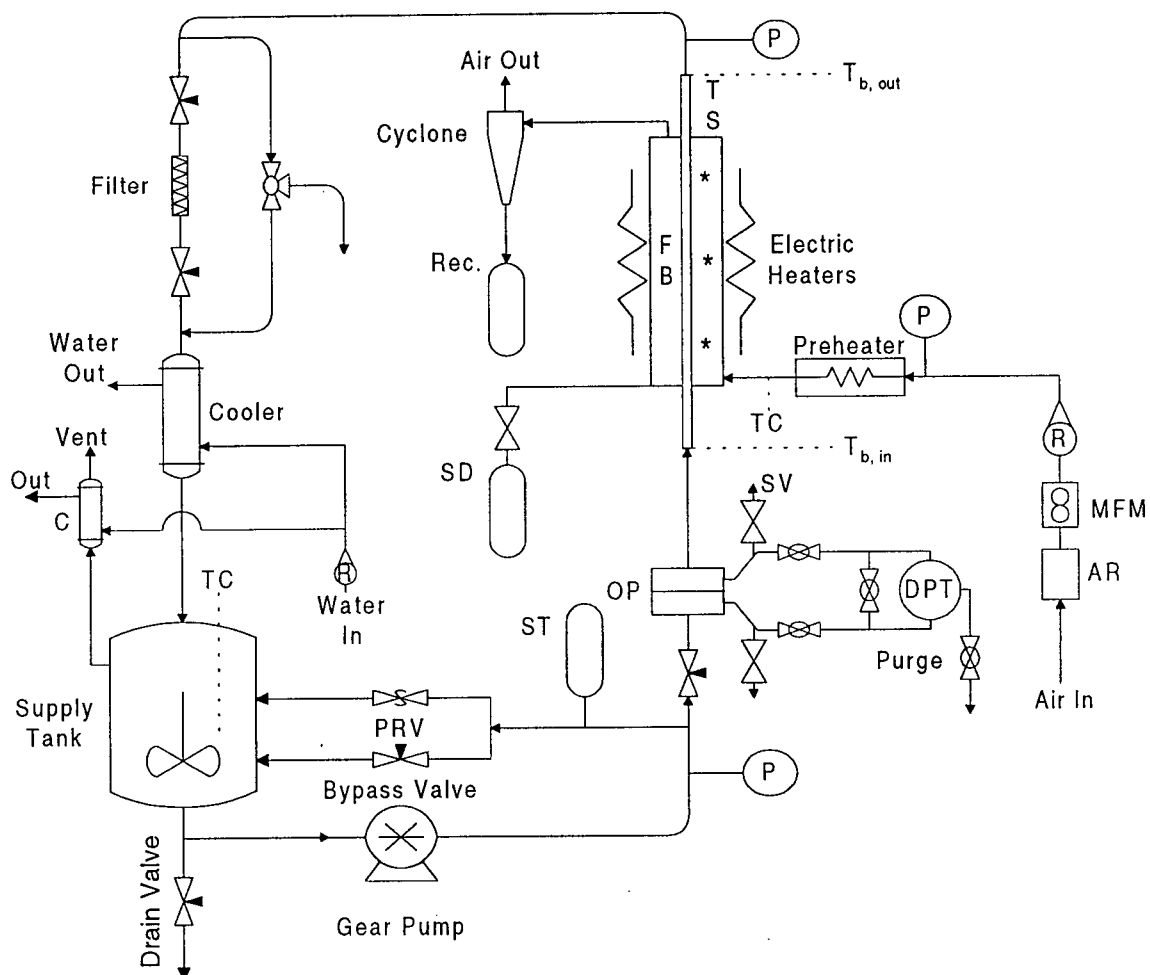 P
Air Out
T b, out
T
S
Cyclone
Filter
F
B
Electric
Heaters
Rec.
*
*
*
P
Water
Out
Preheater
Cooler
TC
R
Vent
T b, in
Out
SD
SV
MFM
C
TC
R
OP
DPT
AR
Water
In
ST
Purge
Supply
Tank
PRV
Air In
P
Bypass Valve
Drain Valve
Gear Pump